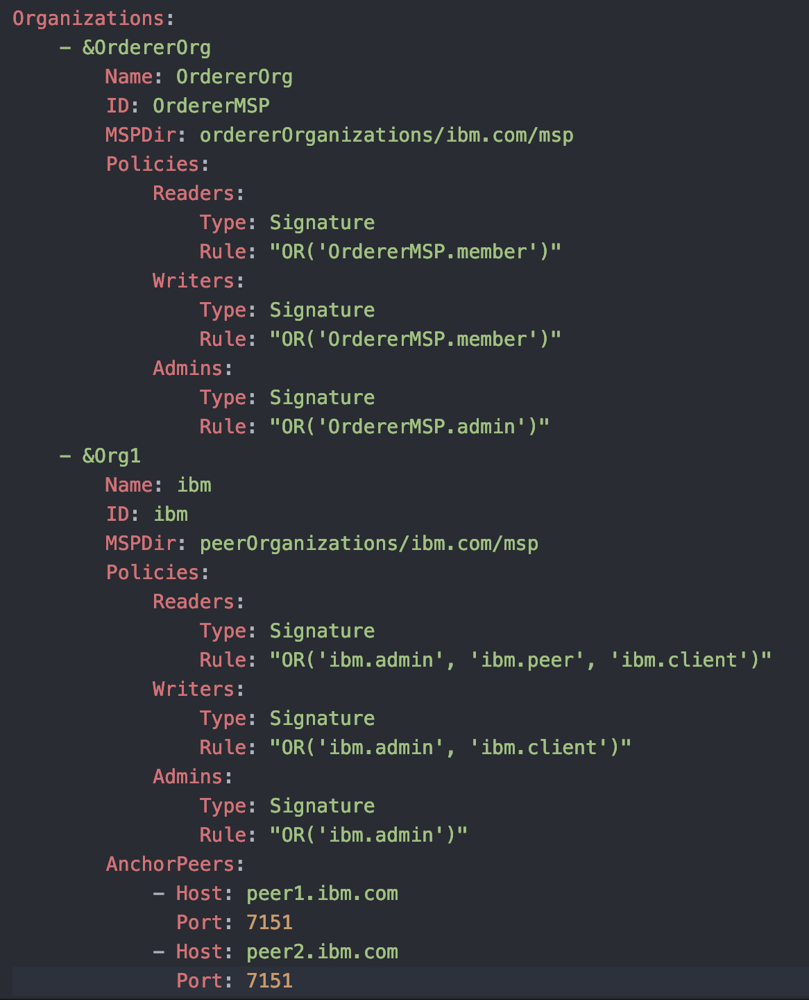 Organizations:
    - &OrdererOrg
        Name: OrdererOrg
        ID: OrdererMSP
        MSPDir: ordererOrganizations/ibm.com/msp
        Policies:
            Readers:
                Type: Signature
                Rule: "OR('OrdererMSP.member')"
            Writers:
                Type: Signature
                Rule: "OR('OrdererMSP.member')"
            Admins:
                Type: Signature
                Rule: "OR('OrdererMSP.admin')"
    - &Org1
        Name: ibm
        ID: ibm
        MSPDir: peerOrganizations/ibm.com/msp
        Policies:
            Readers:
                Type: Signature
                Rule: "OR('ibm.admin', 'ibm.peer', 'ibm.client')"
            Writers:
                Type: Signature
                Rule: "OR('ibm.admin', 'ibm.client')"
            Admins:
                Type: Signature
                Rule: "OR('ibm.admin')"
        AnchorPeers:
            - Host: peer1.ibm.com
              Port: 7151
            - Host: peer2.ibm.com
              Port: 7151